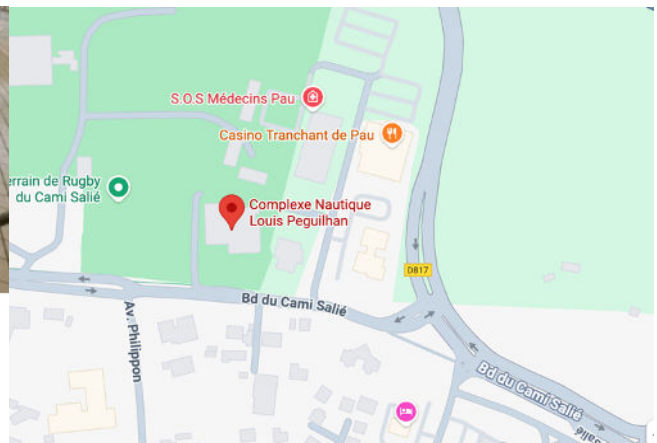 S.O.S Médecins Pau
Casino Tranchant de Pau
errain de Rugby
du Cami Salié
Complexe Nautique
Louis Peguilhan
D817
Bd du Cami Salié
Av. Philippon
Bd du Cami Salié
salié